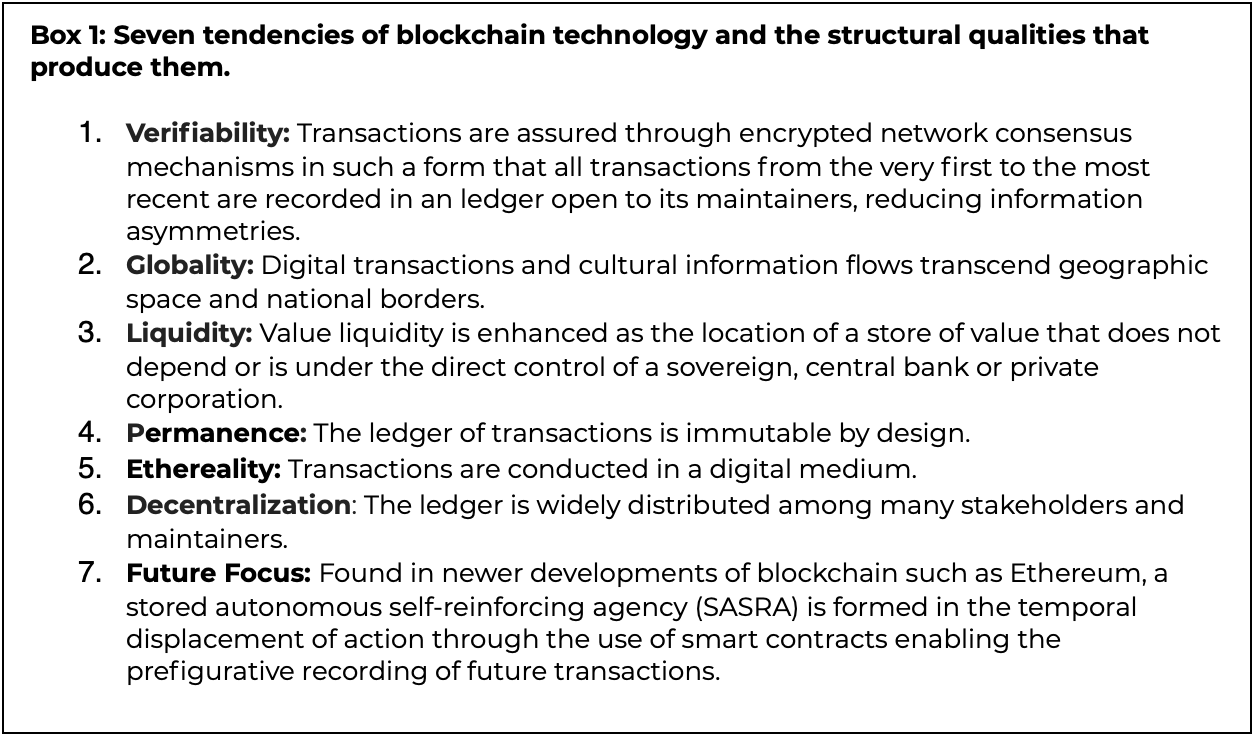 Box 1: Seven tendencies of blockchain technology and the structural qualities that
produce them.
1. Verifiability: Transactions are assured through encrypted network consensus
mechanisms in such a form that all transactions from the very first to the most
recent are recorded in an ledger open to its maintainers, reducing information
asymmetries.
2. Globality: Digital transactions and cultural information flows transcend geographic
space and national borders.
3. Liquidity: Value liquidity is enhanced as the location of a store of value that does not
depend or is under the direct control of a sovereign, central bank or private
corporation.
4. Permanence: The ledger of transactions is immutable by design.
5. Ethereality: Transactions are conducted in a digital medium.
6. Decentralization: The ledger is widely distributed among many stakeholders and
maintainers.
7. Future Focus: Found in newer developments of blockchain such as Ethereum, a
stored autonomous self-reinforcing agency (SASRA) is formed in the temporal
displacement of action through the use of smart contracts enabling the
prefigurative recording of future transactions.